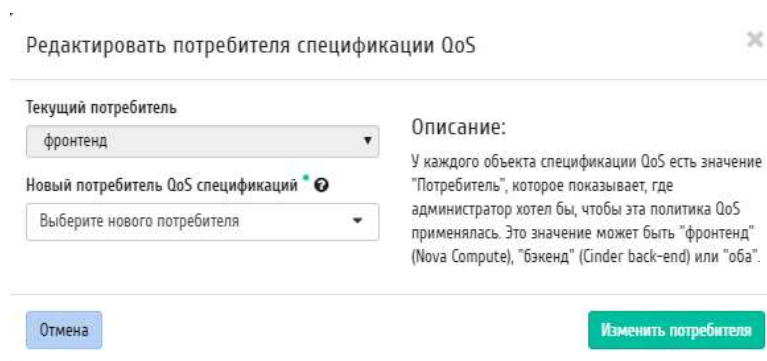 Редактировать потребителя спецификации QoS
Текущий потребитель
фронтенд
Новый потребитель QoS спецификаций *
Выберите нового потребителя
Описание:
У каждого объекта спецификации QoS есть значение
"Потребитель", которое показывает, где
администратор хотел бы, чтобы эта политика QoS
применялась. Это значение может быть "фронтенд"
(Nova Compute), "бэкенд" (Cinder back-end) или "оба".
Отмена
Изменить потребителя